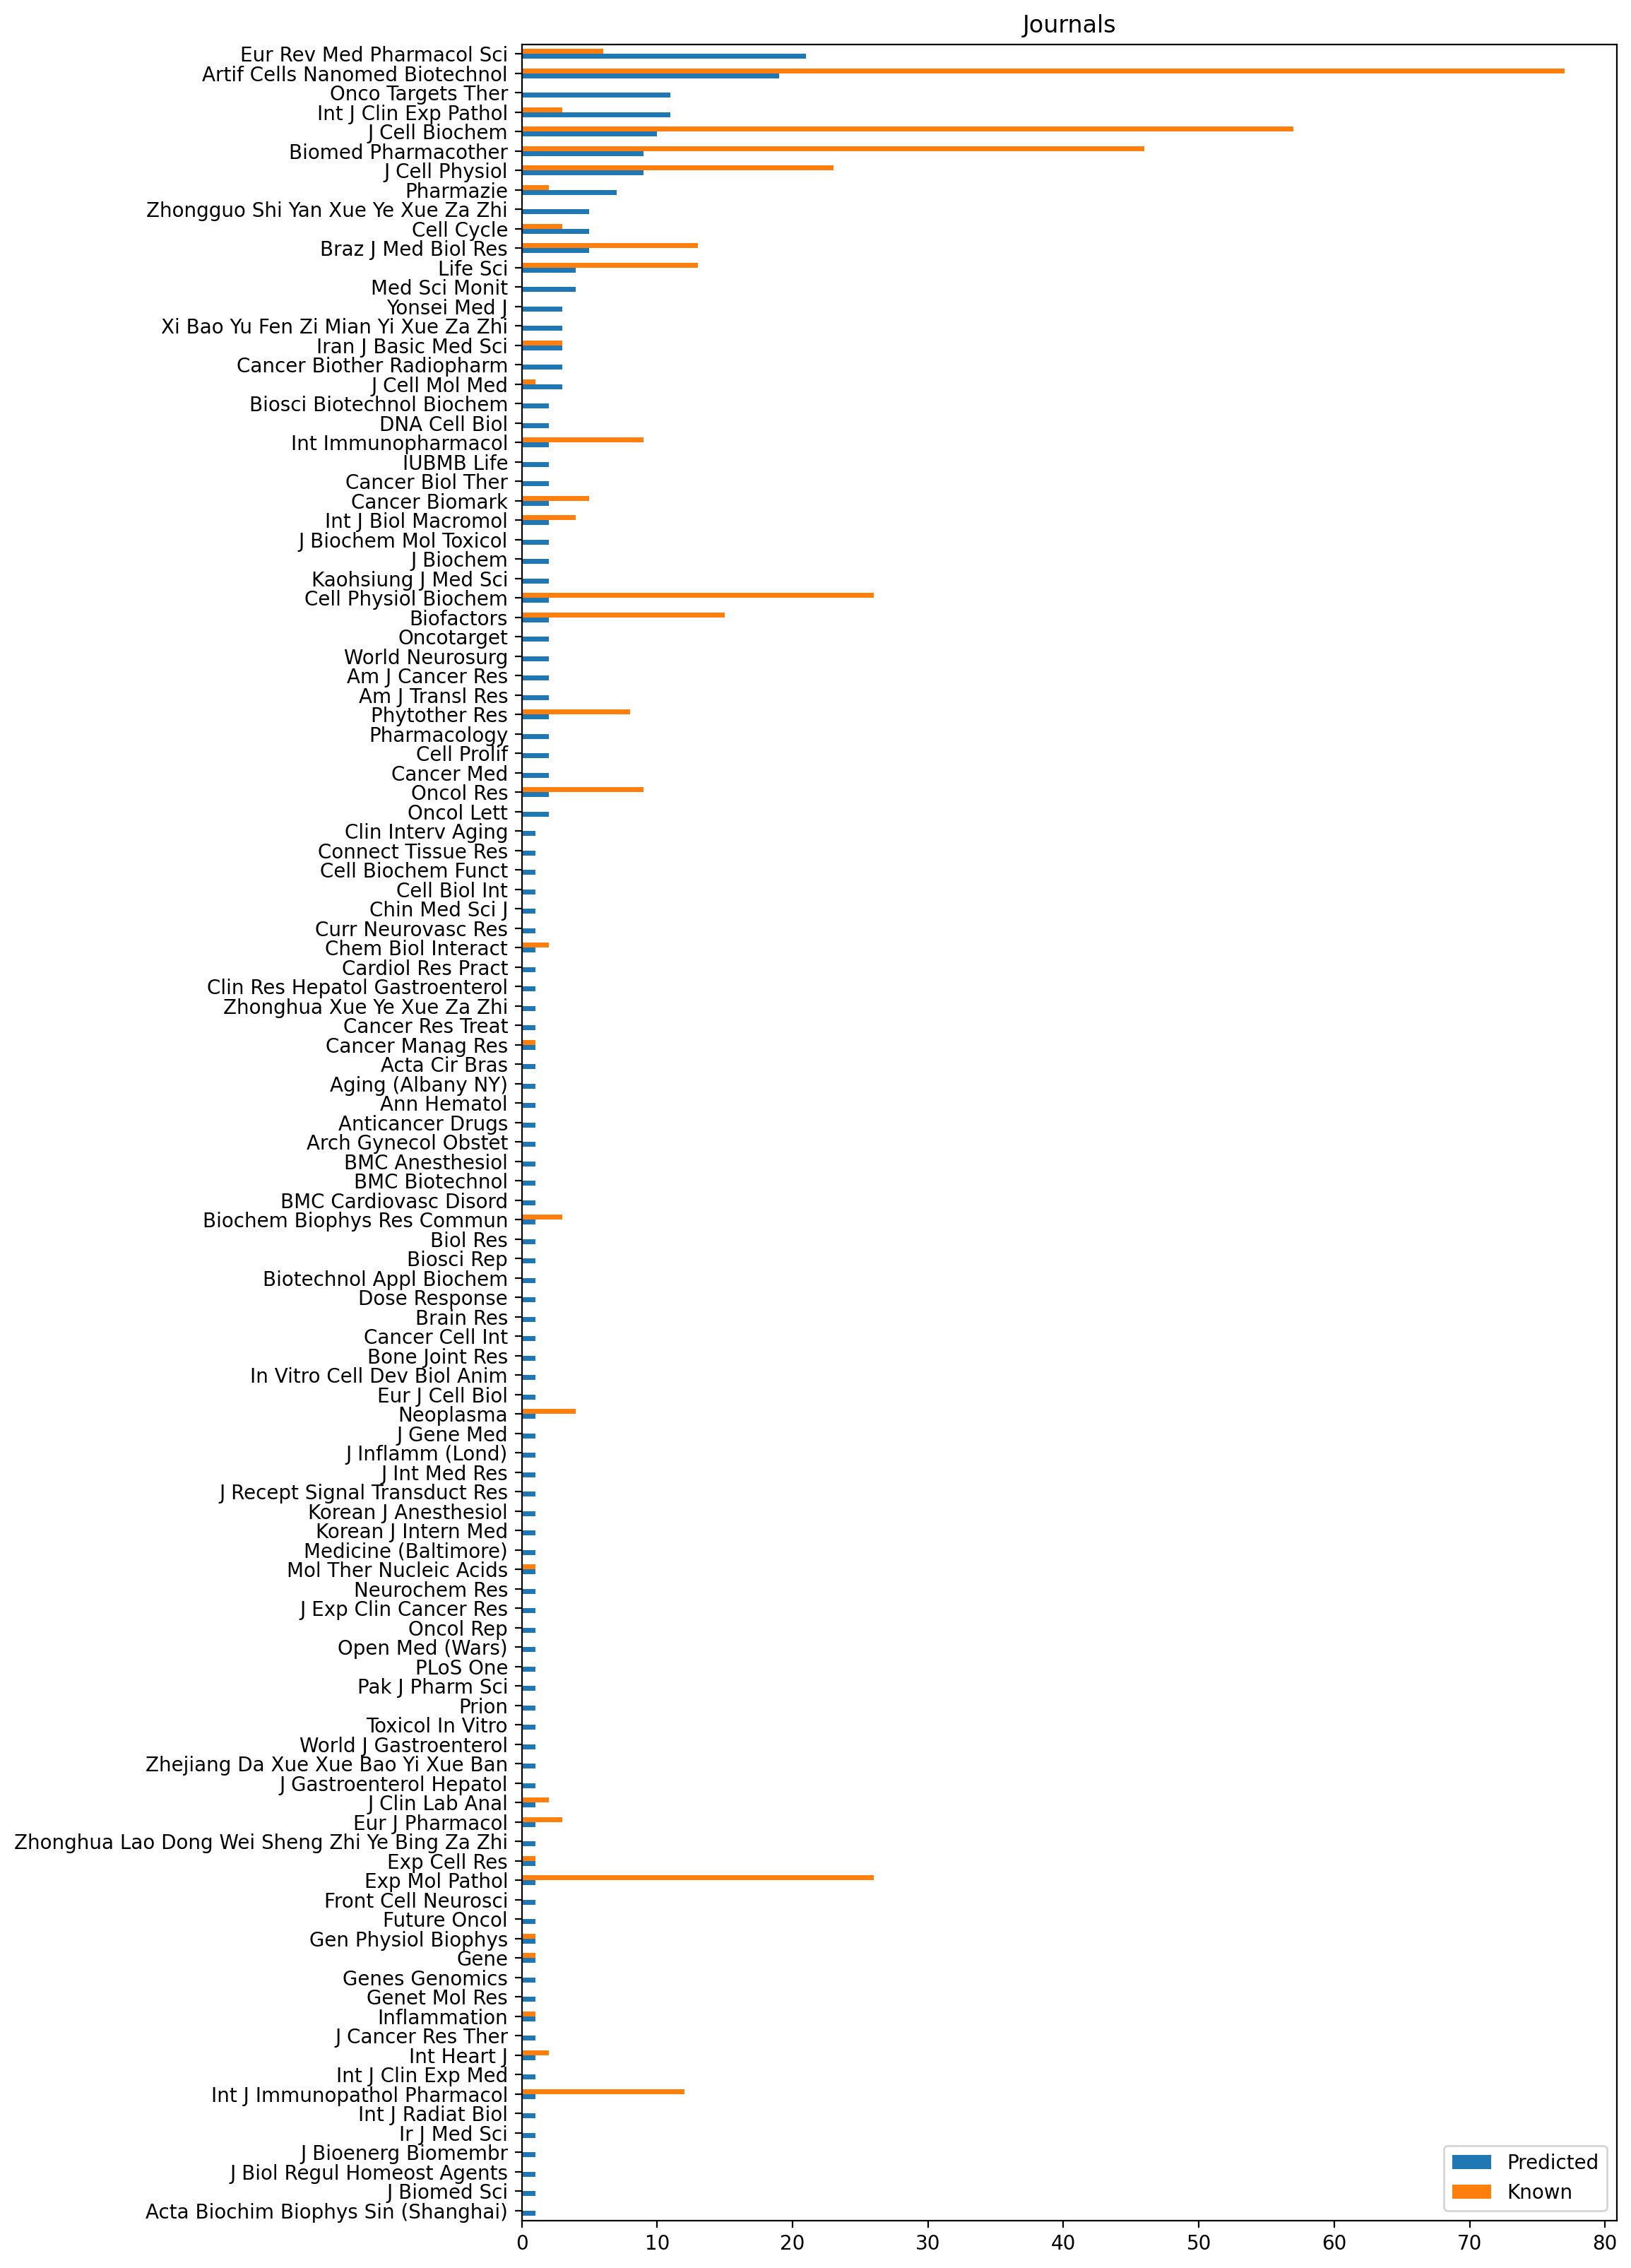 Journals
Eur Rev Med Pharmacol Sci
Artif Cells Nanomed Biotechnol
Onco Targets Ther
Int J Clin Exp Pathol
J Cell Biochem
Biomed Pharmacother
J Cell Physiol
Pharmazie
Zhongguo Shi Yan Xue Ye Xue Za Zhi
Cell Cycle
Braz J Med Biol Res
Life Sci
Med Sci Monit
Yonsei Med J
Xi Bao Yu Fen Zi Mian Yi Xue Za Zhi
Iran J Basic Med Sci
Cancer Biother Radiopharm
J Cell Mol Med
Biosci Biotechnol Biochem
DNA Cell Biol
Int Immunopharmacol
IUBMB Life
Cancer Biol Ther
Cancer Biomark
Int J Biol Macromol
J Biochem Mol Toxicol
J Biochem
Kaohsiung J Med Sci
Cell Physiol Biochem
Biofactors
Oncotarget
World Neurosurg
Am J Cancer Res
Am J Transl Res
Phytother Res
Pharmacology
Cell Prolif
Cancer Med
Oncol Res
Oncol Lett
Clin Interv Aging
Connect Tissue Res
Cell Biochem Funct
Cell Biol Int
Chin Med Sci J
Curr Neurovasc Res
Chem Biol Interact
Cardiol Res Pract
Clin Res Hepatol Gastroenterol
Zhonghua Xue Ye Xue Za Zhi
Cancer Res Treat
Cancer Manag Res
Acta Cir Bras
Aging (Albany NY)
Ann Hematol
Anticancer Drugs
Arch Gynecol Obstet
BMC Anesthesiol
BMC Biotechnol
BMC Cardiovasc Disord
Biochem Biophys Res Commun
Biol Res
Biosci Rep
Biotechnol Appl Biochem
Dose Response
Brain Res
Cancer Cell Int
Bone Joint Res
In Vitro Cell Dev Biol Anim
Eur J Cell Biol
Neoplasma
J Gene Med
J Inflamm (Lond)
J Int Med Res
J Recept Signal Transduct Res
Korean J Anesthesiol
Korean J Intern Med
Medicine (Baltimore)
Mol Ther Nucleic Acids
Neurochem Res
J Exp Clin Cancer Res
Oncol Rep
Open Med (Wars)
PLoS One
Pak J Pharm Sci
Prion
Toxicol In Vitro
World J Gastroenterol
Zhejiang Da Xue Xue Bao Yi Xue Ban
J Gastroenterol Hepatol
J Clin Lab Anal
Eur J Pharmacol
Zhonghua Lao Dong Wei Sheng Zhi Ye Bing Za Zhi
Exp Cell Res
Exp Mol Pathol
Front Cell Neurosci
Future Oncol
Gen Physiol Biophys
Gene
Genes Genomics
Genet Mol Res
Inflammation
J Cancer Res Ther
Int Heart J
Int J Clin Exp Med
Int J Immunopathol Pharmacol
Int J Radiat Biol
Ir J Med Sci
J Bioenerg Biomembr
J Biol Regul Homeost Agents
J Biomed Sci
Acta Biochim Biophys Sin (Shanghai)
Predicted
Known
0 10 20 30 40 50 60 70 80